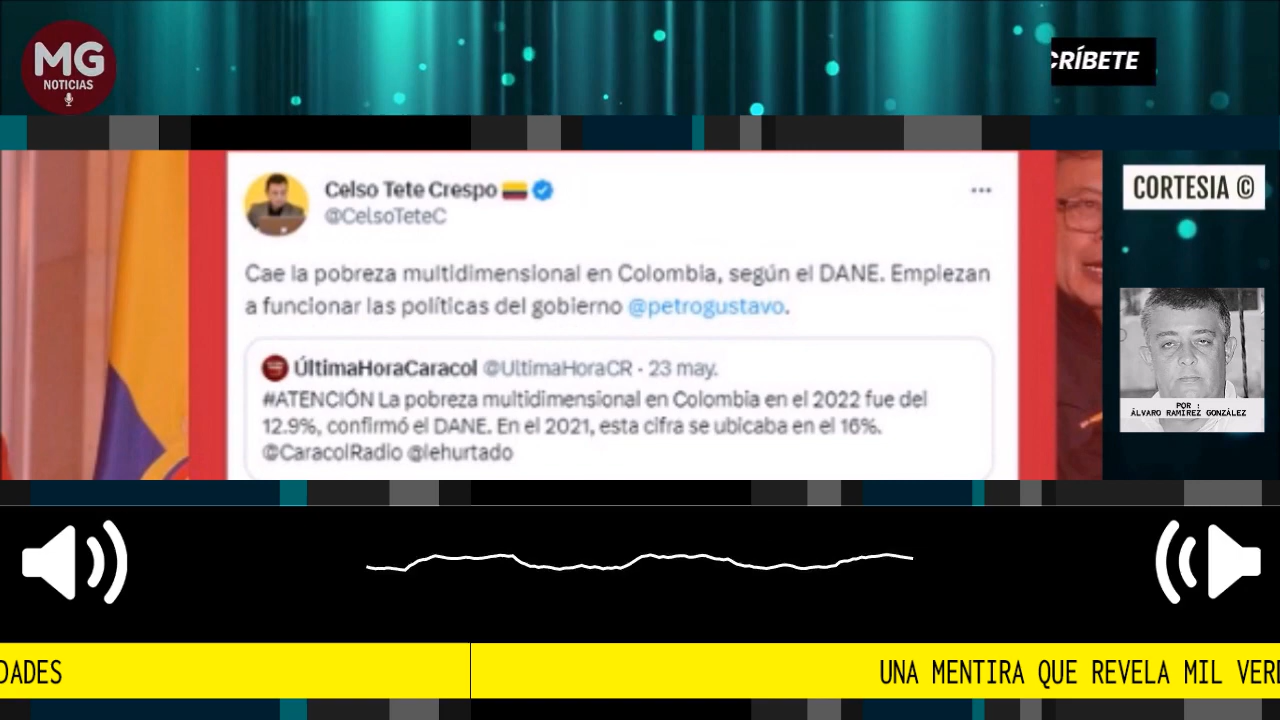 MG
NOTICIAS
CRÍBETE
Celso Tete Crespo
@CelsoTeteC
Cae la pobreza multidimensional en Colombia, según el DANE. Empiezan
a funcionar las políticas del gobierno @petrogustavo.
ÚltimaHoraCaracol @UltimaHoraCR · 23 may.
#ATENCIÓN La pobreza multidimensional en Colombia en el 2022 fue del
12.9%, confirmó el DANE. En el 2021, esta cifra se ubicaba en el 16%.
@CaracolRadio @lehurtado
CORTESIA ©
POR :
ÁLVARO RAMÍREZ GONZÁLEZ
DADES
UNA MENTIRA QUE REVELA MIL VERD